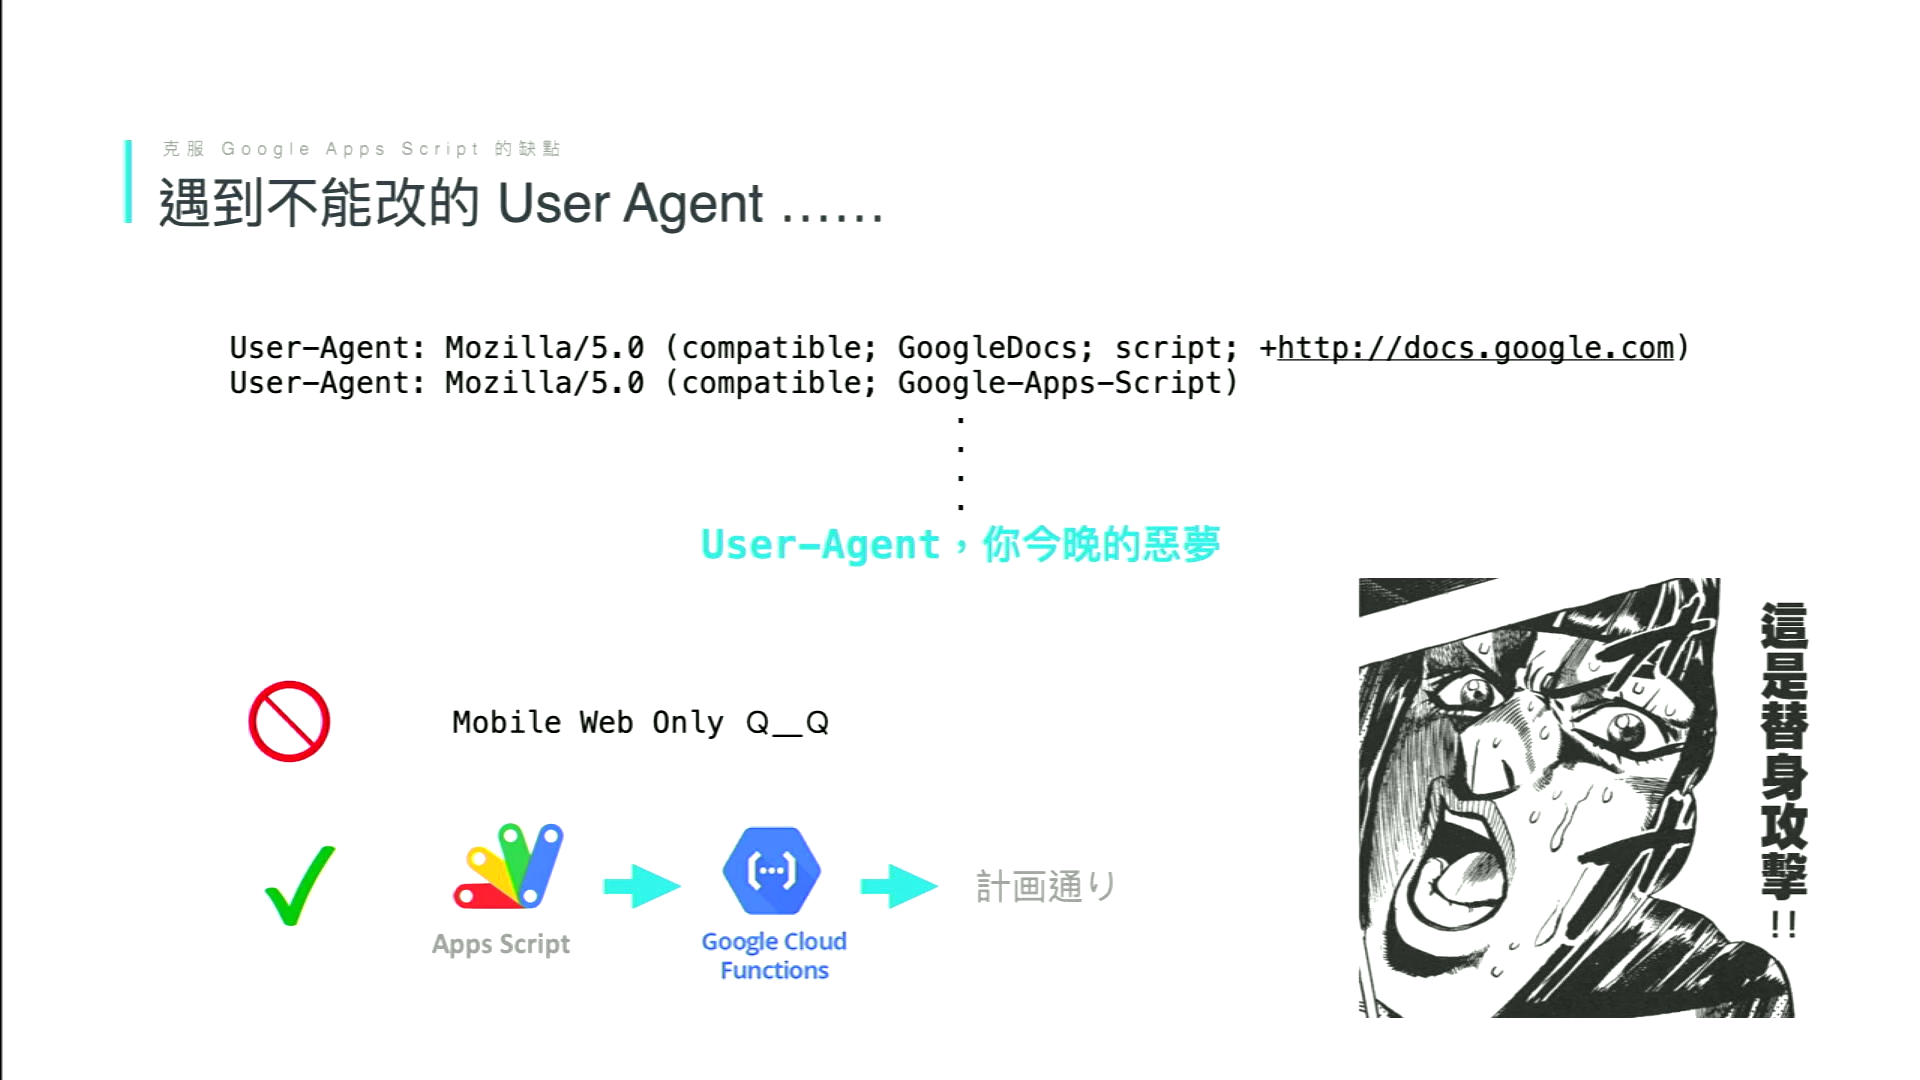 克服 Google Apps Script 的缺點
遇到不能改的 User Agent ……
User-Agent: Mozilla/5.0 (compatible; GoogleDocs; script; +http://docs.google.com)
User-Agent: Mozilla/5.0 (compatible; Google-Apps-Script)
.
.
.
.
User-Agent，你今晚的惡夢
Mobile Web Only Q__Q
Apps Script
Google Cloud
Functions
計画通り
這是替身攻擊!!